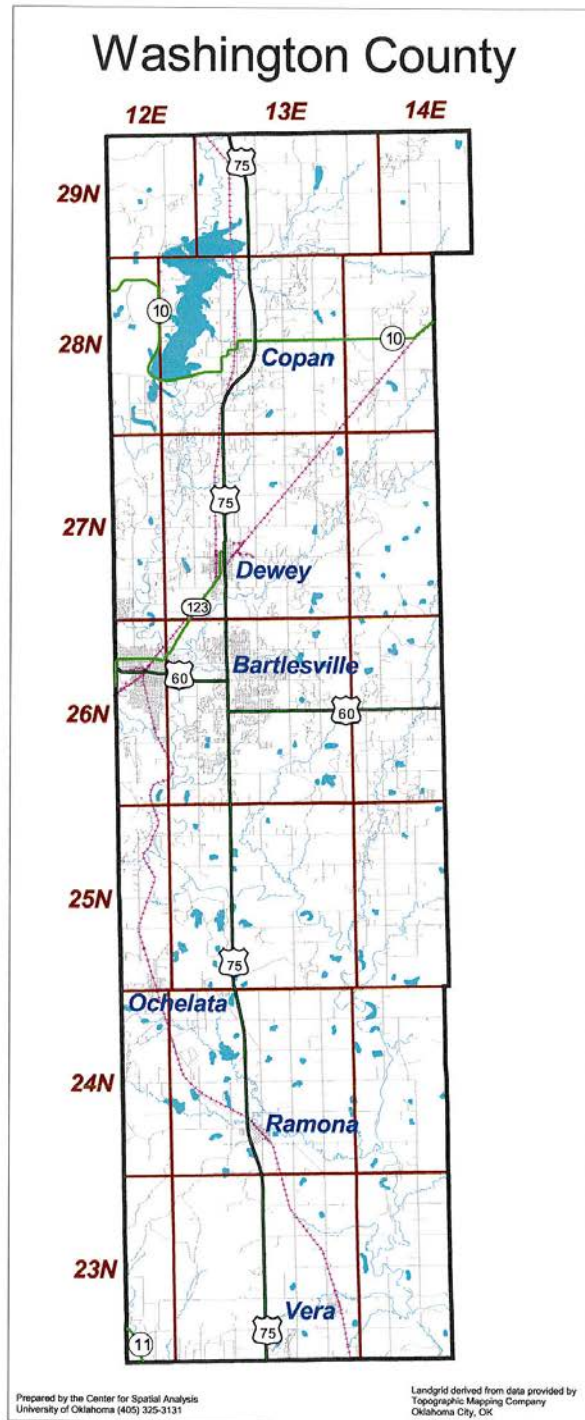 Washington County
12E 13E 14E
29N
75
10
28N
10
Copan
75
27N
Dewey
123
Bartlesville
60
26N
60
25N
75
Ochelata
24N
Ramona
23N
Vera
75
11
Prepared by the Center for Spatial Analysis
University of Oklahoma (405) 325-3131
Landgrid derived from data provided by
Topographic Mapping Company
Oklahoma City, OK